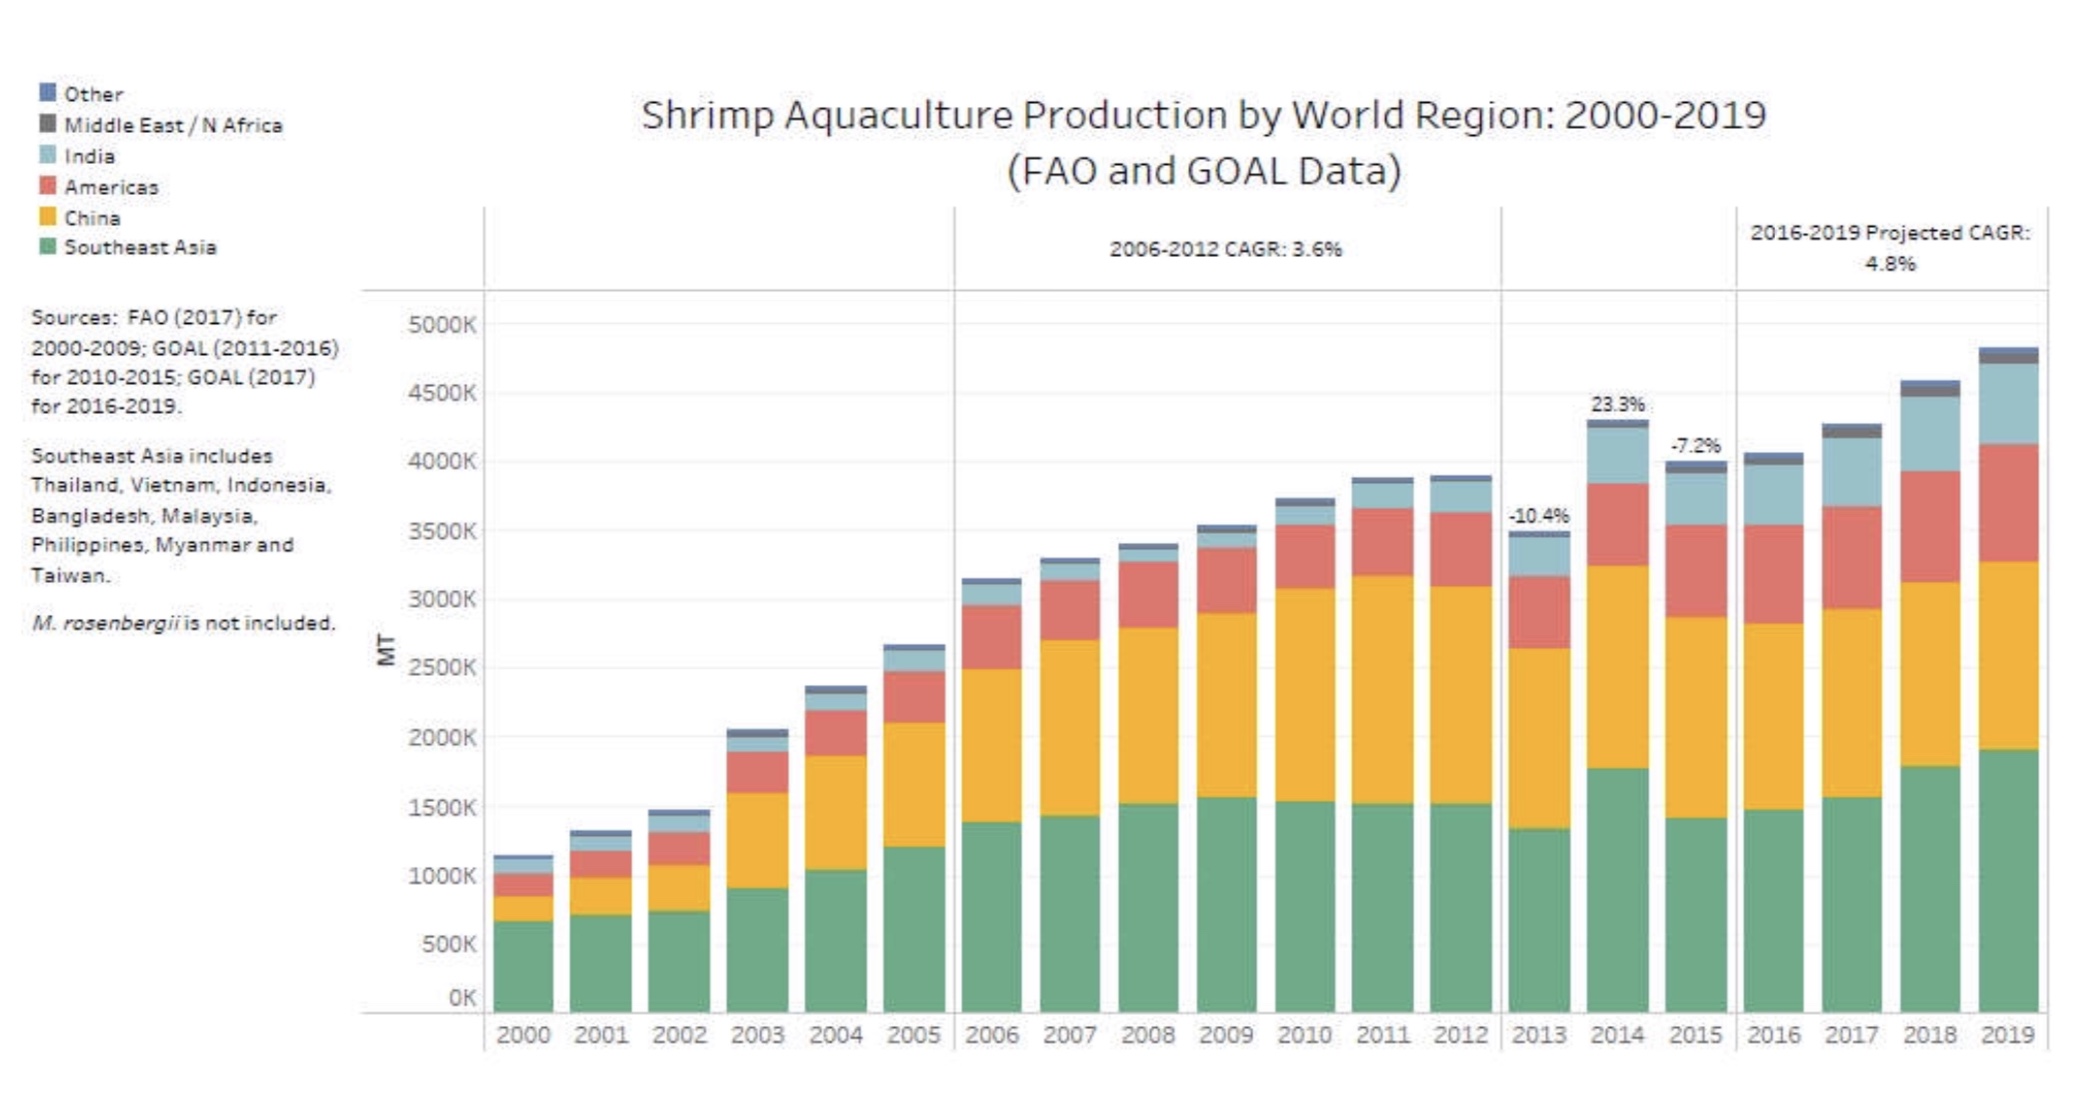 Other
Middle East / N Africa
India
Americas
China
Southeast Asia
Sources: FAO (2017) for
2000-2009; GOAL (2011-2016)
for 2010-2015; GOAL (2017)
for 2016-2019.
Southeast Asia includes
Thailand, Vietnam, Indonesia,
Bangladesh, Malaysia,
Philippines, Myanmar and
Taiwan.
M. rosenbergii is not included.
Shrimp Aquaculture Production by World Region: 2000-2019
(FAO and GOAL Data)
2006-2012 CAGR: 3.6%
2016-2019 Projected CAGR:
4.8%
5000K
4500K
4000K
3500K
3000K
2500K
2000K
1500K
1000K
500K
0K
MT
-10.4%
23.3%
-7.2%
2000 2001 2002 2003 2004 2005 2006 2007 2008 2009 2010 2011 2012 2013 2014 2015 2016 2017 2018 2019